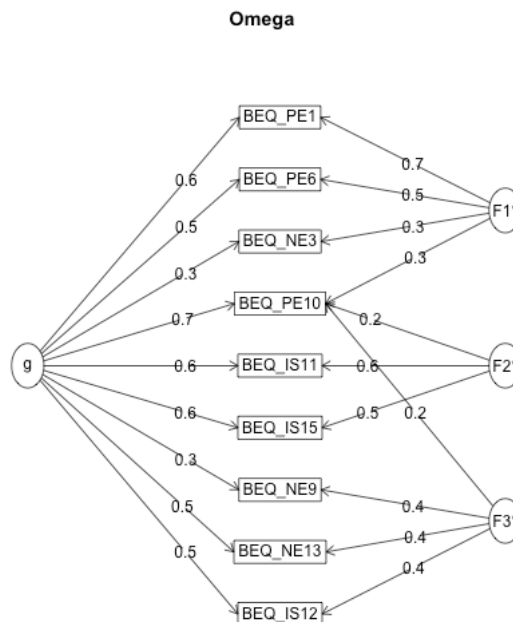 Omega
BEQ_PE1
0.6
0.7
BEQ_PE6
0.5
0.5
F1*
BEQ_NE3
0.3
0.3
0.3
BEQ_PE10
0.7
0.2
g
BEQ_IS11
0.6
0.6
F2*
0.6
0.5
0.2
BEQ_IS15
BEQ_NE9
0.3
0.4
BEQ_NE13
0.5
0.4
F3*
BEQ_IS12
0.5
0.4